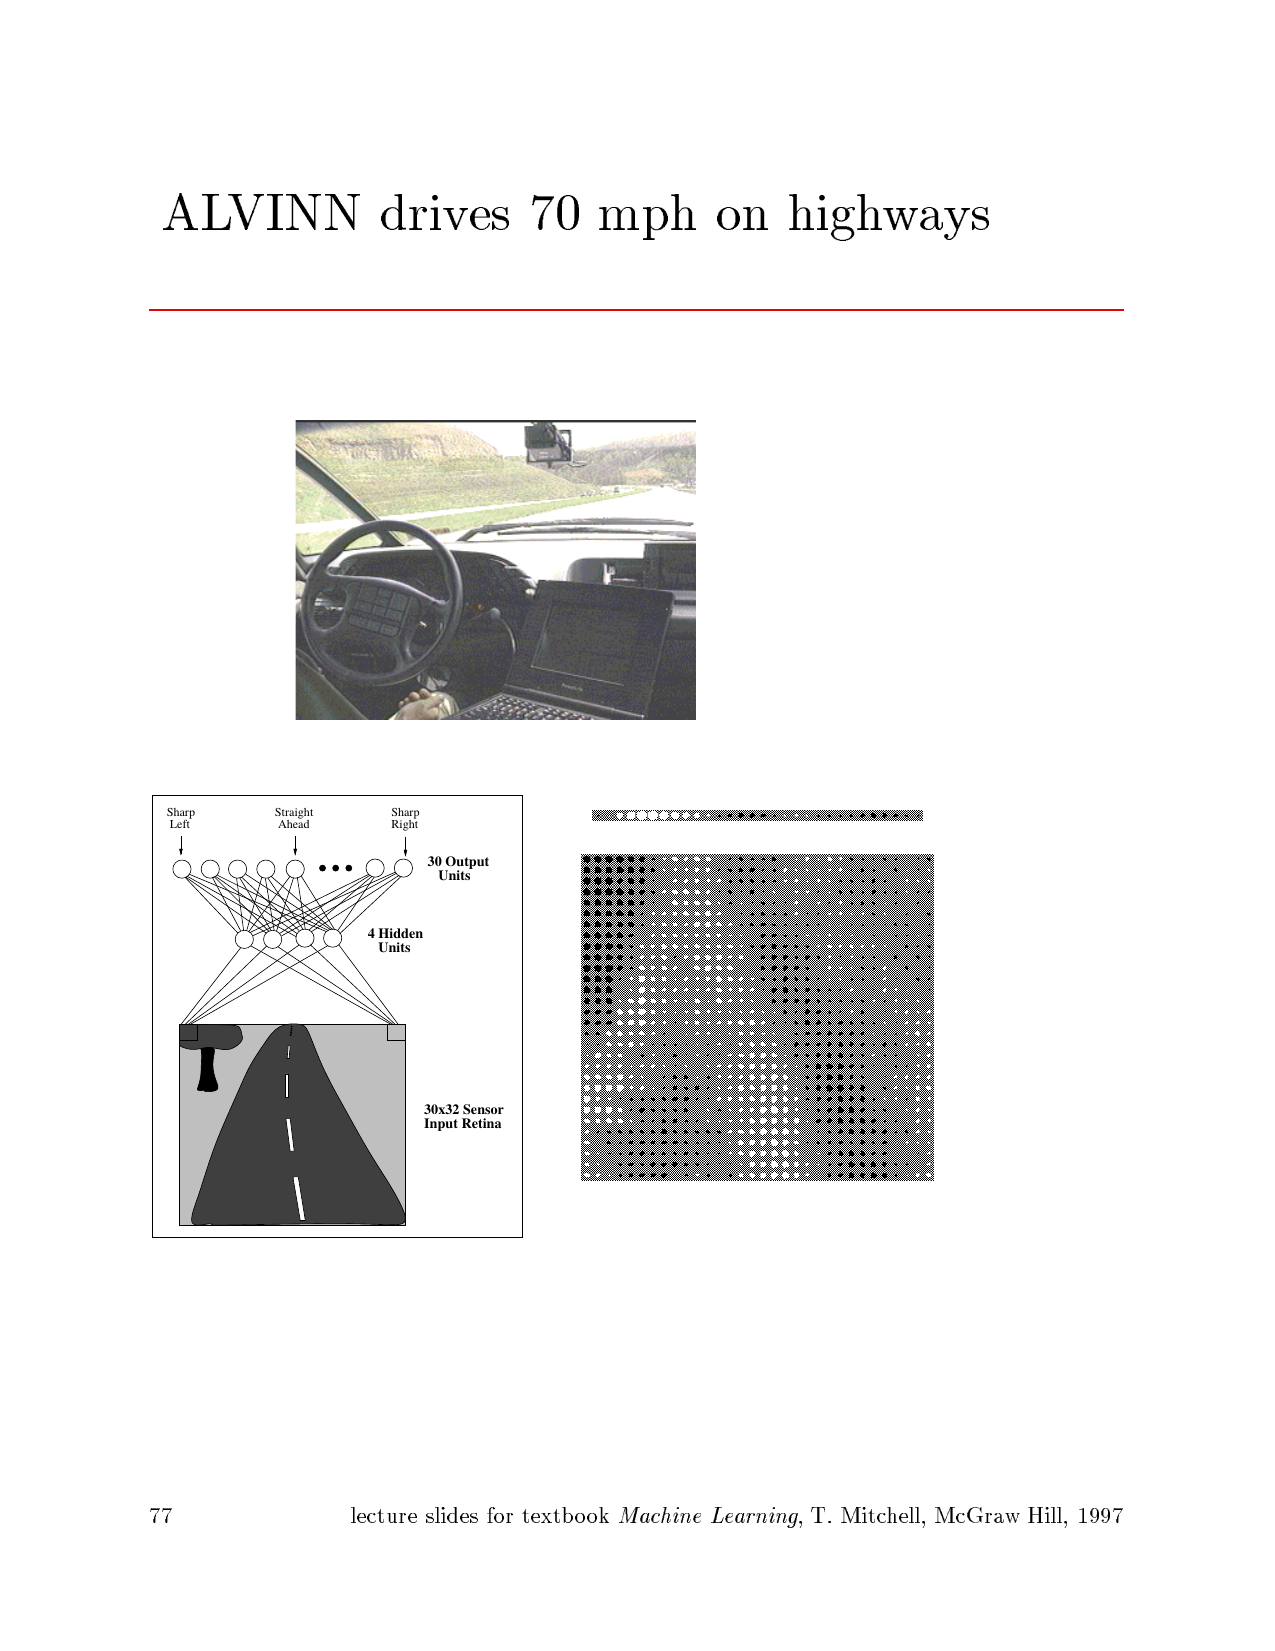 ALVINN drives 70 mph on highways
Sharp
Left
Straight
Ahead
Sharp
Right
30 Output
Units
4 Hidden
Units
30x32 Sensor
Input Retina
77 lecture slides for textbook Machine Learning, T. Mitchell, McGraw Hill, 1997